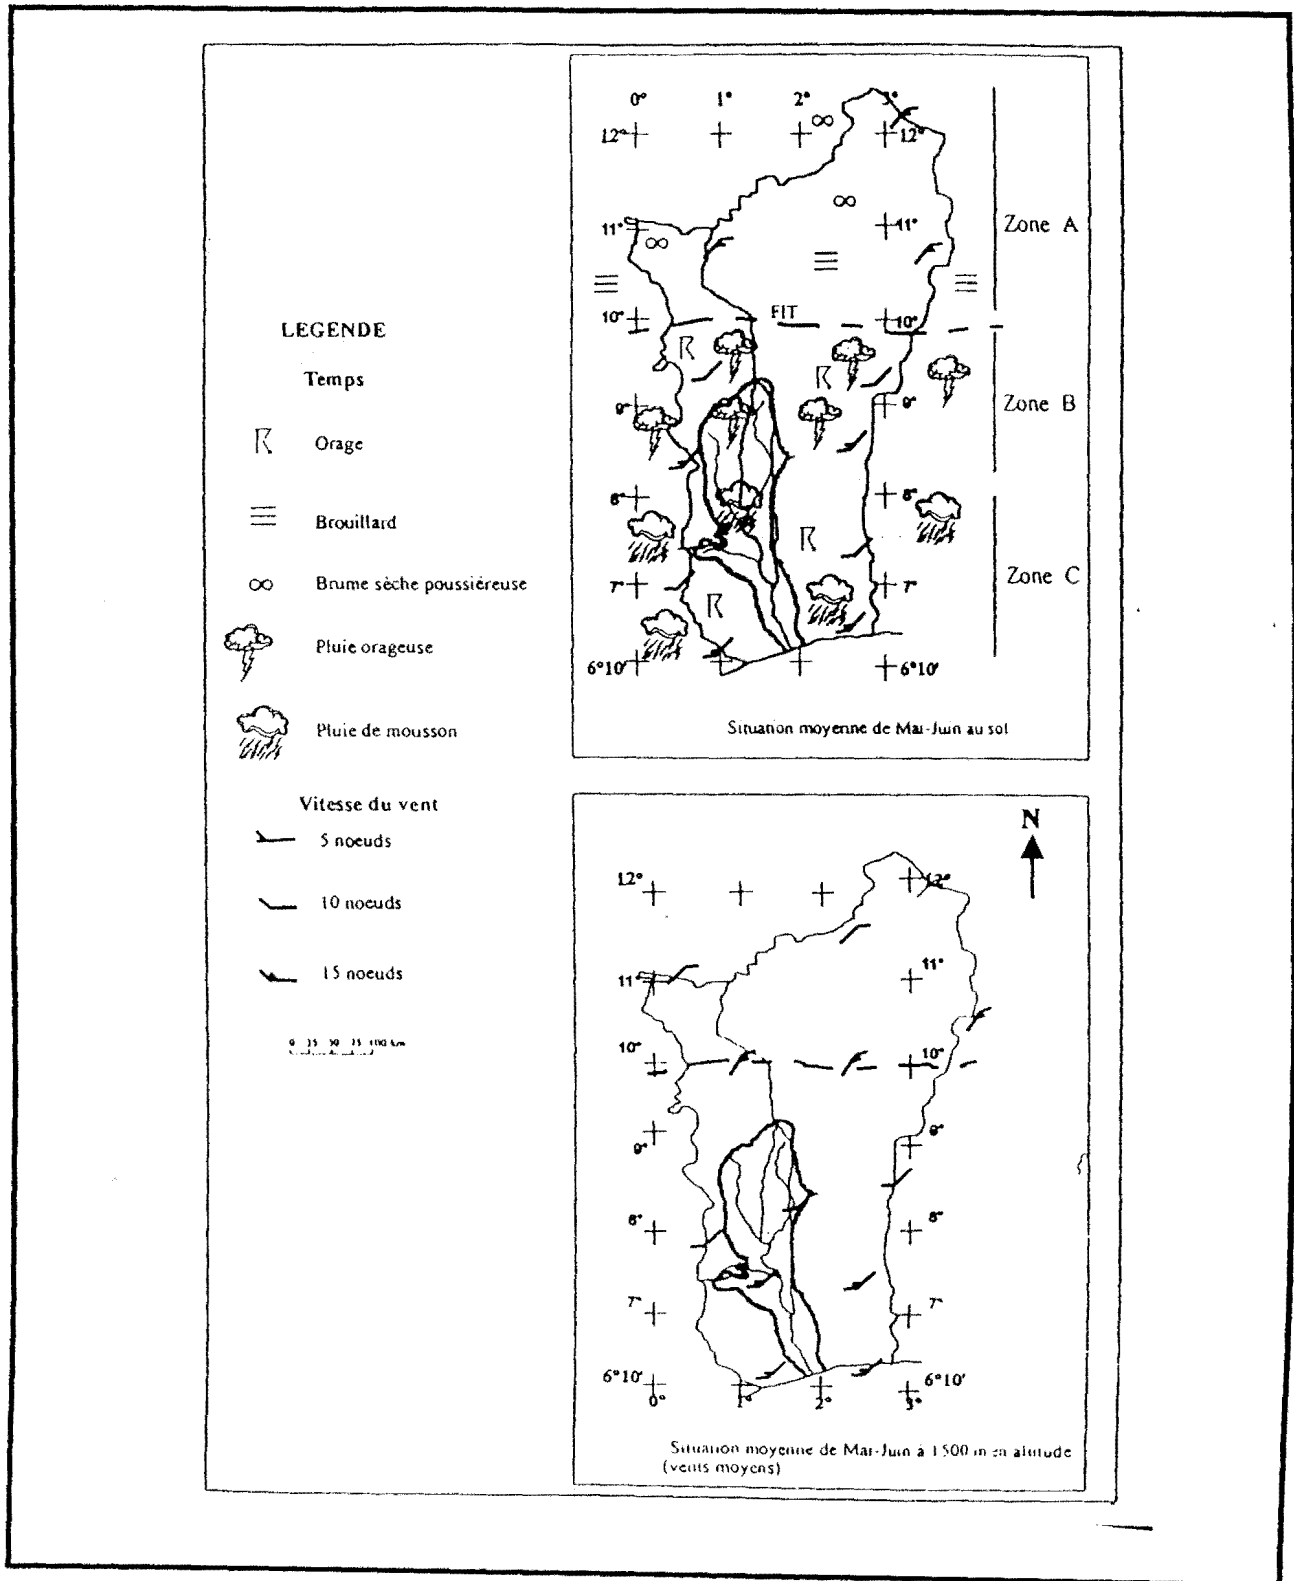 LEGENDE
Temps
Orage
Brouillard
Brume sèche poussiéreuse
Pluie orageuse
Pluie de mousson
Vitesse du vent
5 noeuds
10 noeuds
15 noeuds
100 km
0° 1° 2° 3°
12° 12°
11° 11°
Zone A
10° FIT 10°
9° 9°
Zone B
8° 8°
7° 7°
Zone C
6°10' 6°10'
Situation moyenne de Mai-Juin au sol
N
12° 12°
11° 11°
10° 10°
9° 9°
8° 8°
7° 7°
6°10' 6°10'
0° 1° 2° 3°
Situation moyenne de Mai-Juin à 1500 m en altitude
(vents moyens)